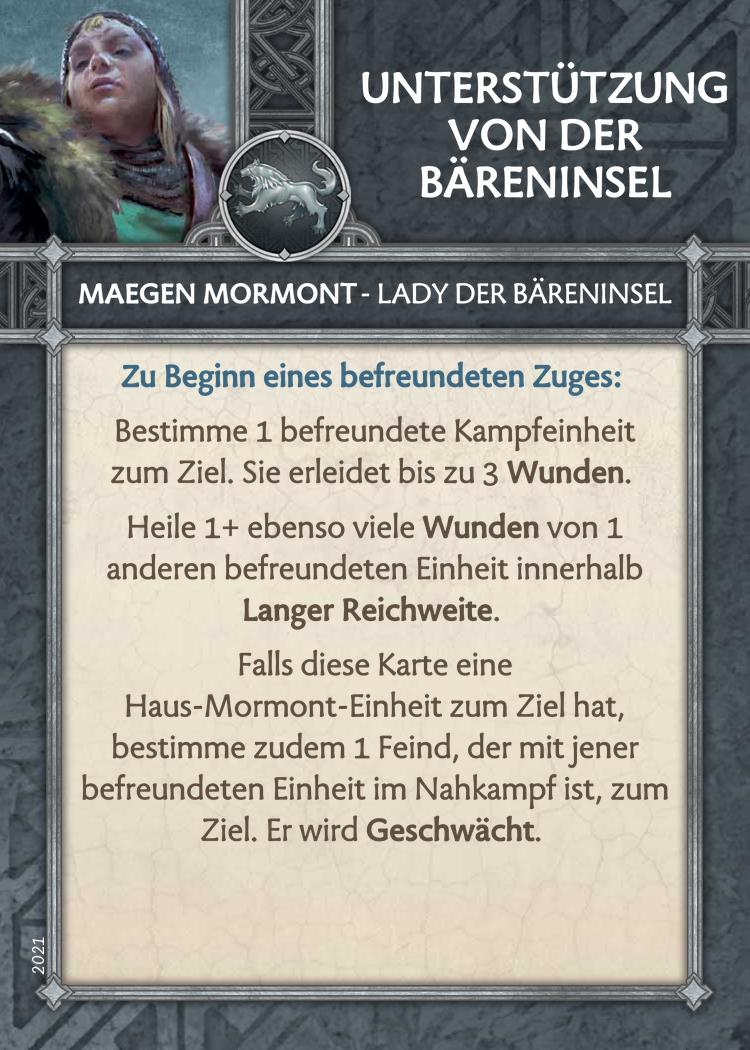 UNTERSTÜTZUNG
VON DER
BÄRENINSEL
MAEGEN MORMONT - LADY DER BÄRENINSEL
Zu Beginn eines befreundeten Zuges:
Bestimme 1 befreundete Kampfeinheit
zum Ziel. Sie erleidet bis zu 3 Wunden.
Heile 1+ ebenso viele Wunden von 1
anderen befreundeten Einheit innerhalb
Langer Reichweite.
Falls diese Karte eine
Haus-Mormont-Einheit zum Ziel hat,
bestimme zudem 1 Feind, der mit jener
befreundeten Einheit im Nahkampf ist, zum
Ziel. Er wird Geschwächt.
2021